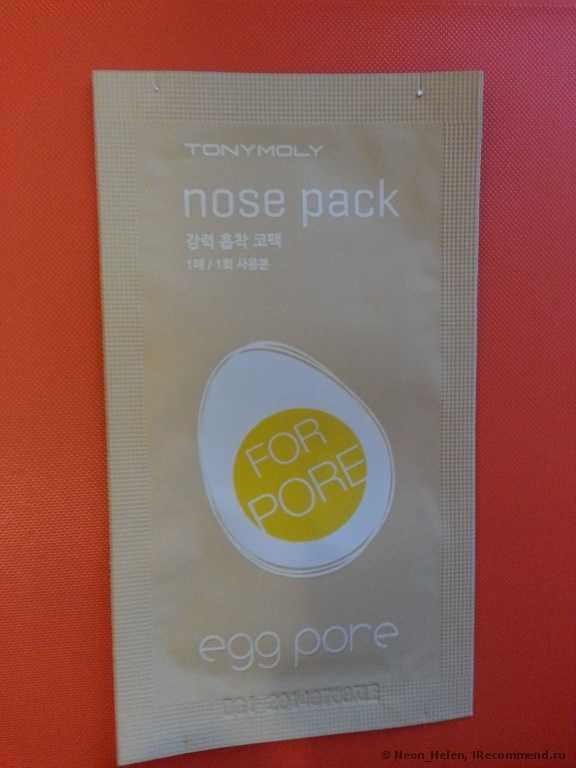 TONYMOLY
nose pack
강력 흡착 코팩
1매 / 1회 사용분
FOR
PORE
egg pore
© Neon_Helen, IRecommend.ru